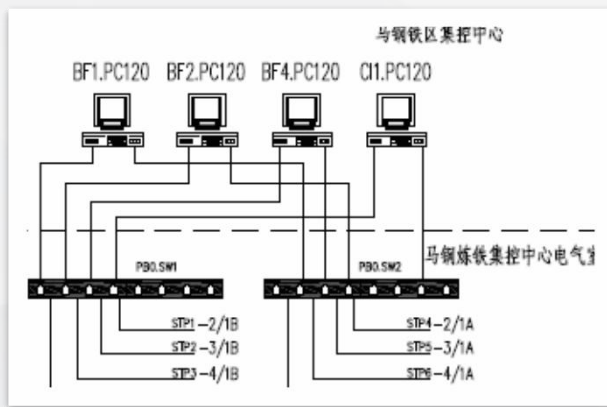 马钢铁区集控中心
BF1.PC120 BF2.PC120 BF4.PC120 CI1.PC120
马钢炼铁集控中心电气室
PB0.SW1 PB0.SW2
STP1-2/1B STP4-2/1A
STP2-3/1B STP5-3/1A
STP3-4/1B STP6-4/1A